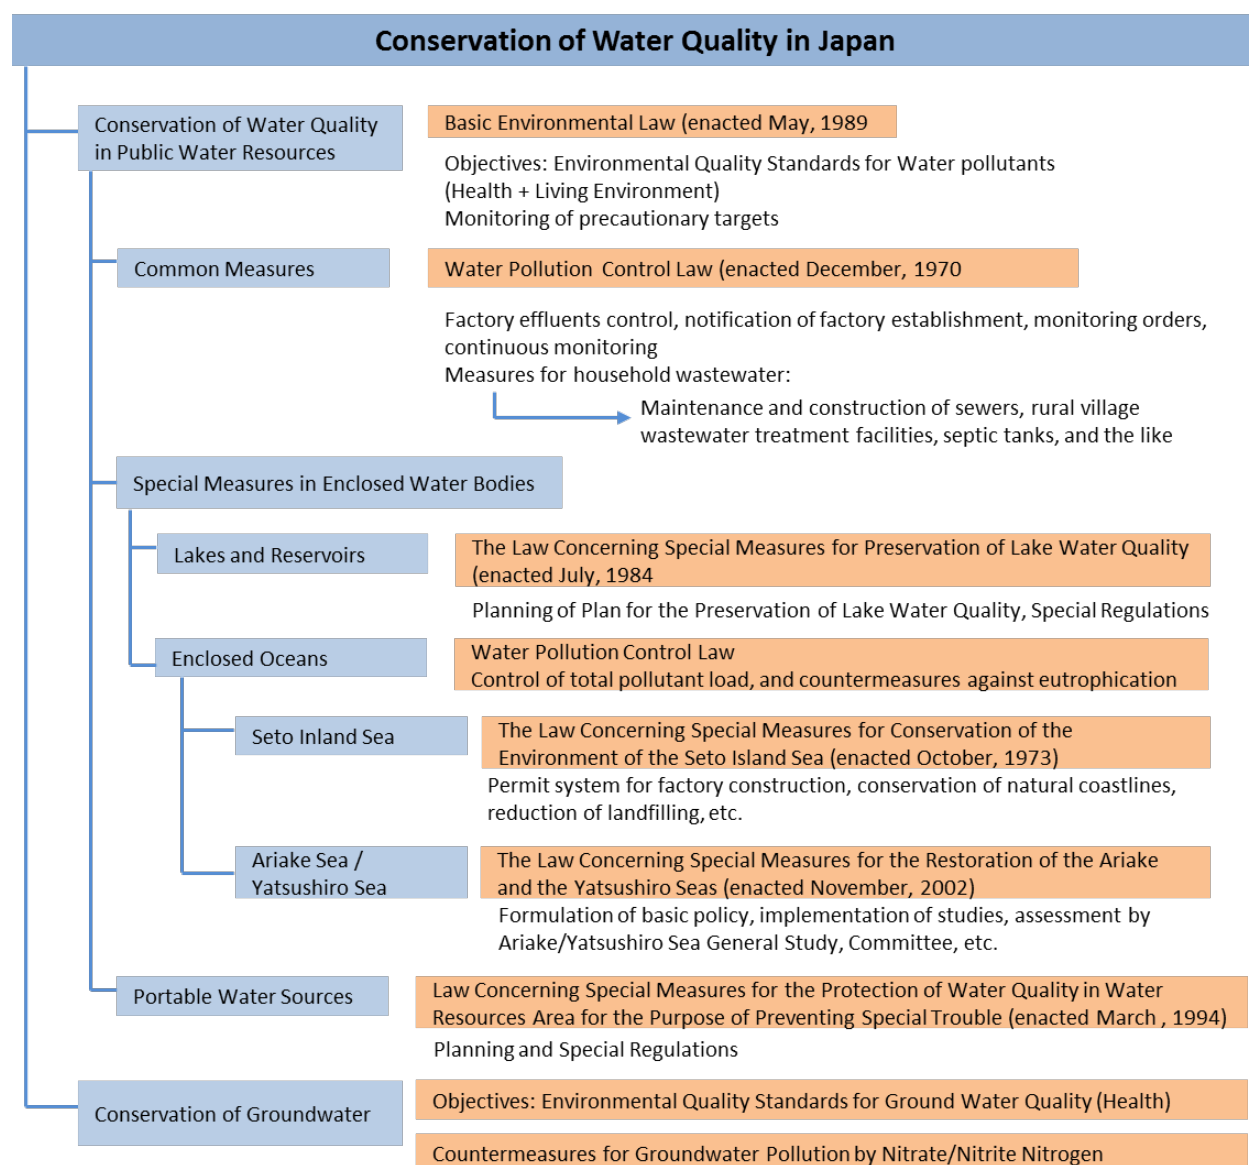 Conservation of Water Quality in Japan
Conservation of Water Quality
in Public Water Resources
Basic Environmental Law (enacted May, 1989
Objectives: Environmental Quality Standards for Water pollutants
(Health + Living Environment)
Monitoring of precautionary targets
Common Measures
Water Pollution Control Law (enacted December, 1970
Factory effluents control, notification of factory establishment, monitoring orders,
continuous monitoring
Measures for household wastewater:
Maintenance and construction of sewers, rural village
wastewater treatment facilities, septic tanks, and the like
Special Measures in Enclosed Water Bodies
Lakes and Reservoirs
The Law Concerning Special Measures for Preservation of Lake Water Quality
(enacted July, 1984
Planning of Plan for the Preservation of Lake Water Quality, Special Regulations
Enclosed Oceans
Water Pollution Control Law
Control of total pollutant load, and countermeasures against eutrophication
Seto Inland Sea
The Law Concerning Special Measures for Conservation of the
Environment of the Seto Island Sea (enacted October, 1973)
Permit system for factory construction, conservation of natural coastlines,
reduction of landfilling, etc.
Ariake Sea /
Yatsushiro Sea
The Law Concerning Special Measures for the Restoration of the Ariake
and the Yatsushiro Seas (enacted November, 2002)
Formulation of basic policy, implementation of studies, assessment by
Ariake/Yatsushiro Sea General Study, Committee, etc.
Portable Water Sources
Law Concerning Special Measures for the Protection of Water Quality in Water
Resources Area for the Purpose of Preventing Special Trouble (enacted March , 1994)
Planning and Special Regulations
Conservation of Groundwater
Objectives: Environmental Quality Standards for Ground Water Quality (Health)
Countermeasures for Groundwater Pollution by Nitrate/Nitrite Nitrogen